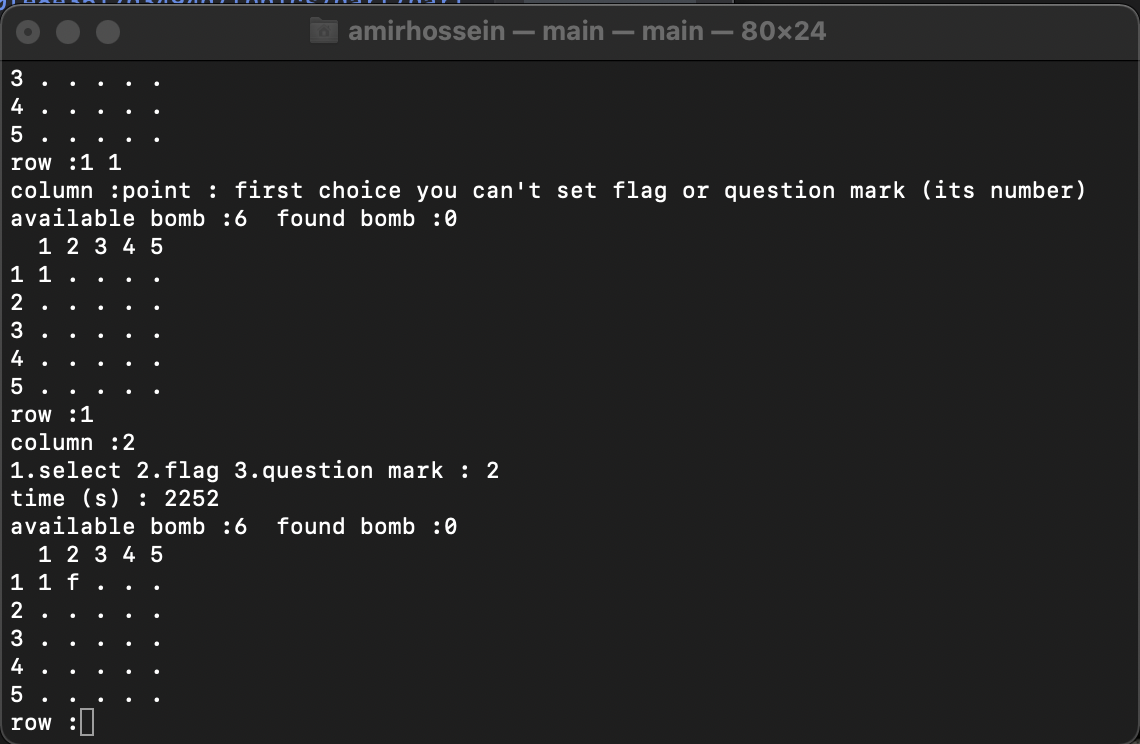 amirhossein — main — main — 80×24
3 . . . . .
4 . . . . .
5 . . . . .
row :1 1
column :point : first choice you can't set flag or question mark (its number)
available bomb :6  found bomb :0
  1 2 3 4 5
1 1 . . . .
2 . . . . .
3 . . . . .
4 . . . . .
5 . . . . .
row :1
column :2
1.select 2.flag 3.question mark : 2
time (s) : 2252
available bomb :6  found bomb :0
  1 2 3 4 5
1 1 f . . .
2 . . . . .
3 . . . . .
4 . . . . .
5 . . . . .
row :